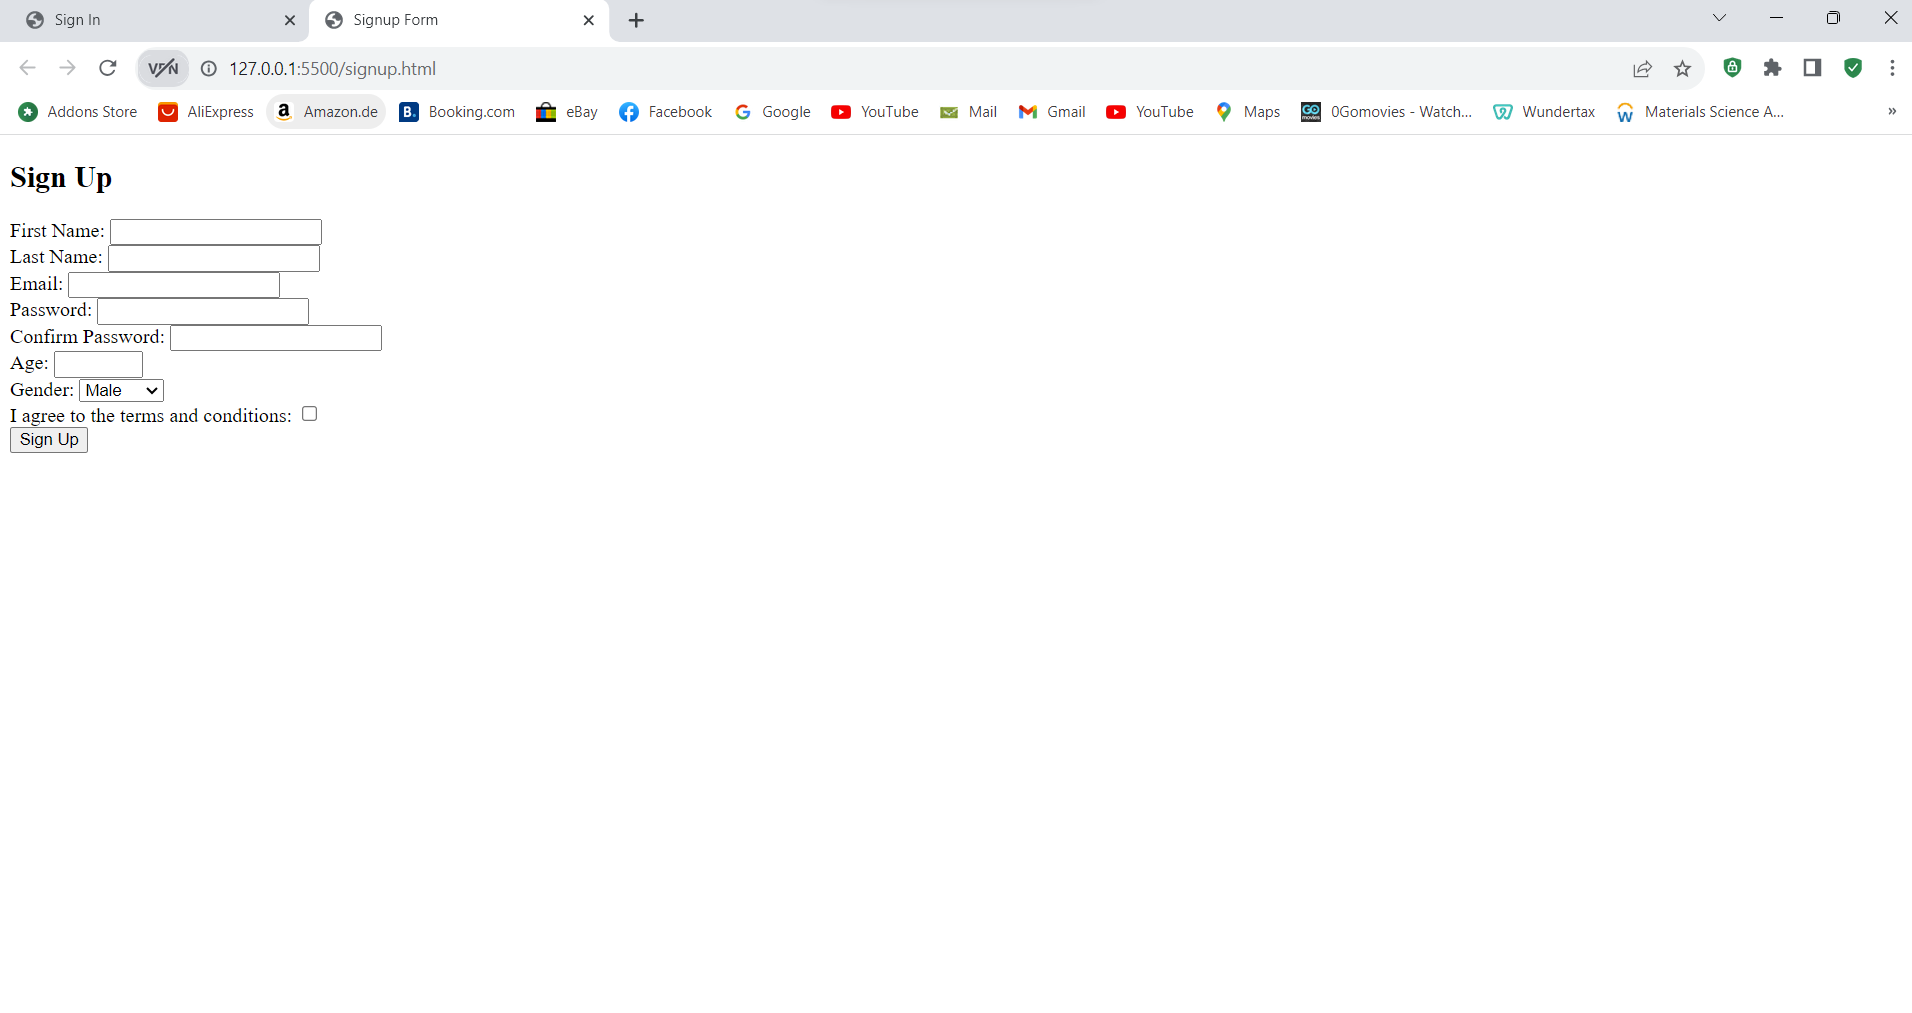 Sign In
Signup Form
VPN
127.0.0.1:5500/signup.html
Addons Store
AliExpress
a Amazon.de
B. Booking.com
eBay
Facebook
G Google
YouTube
Mail
Gmail
YouTube
Maps
GO movies 0Gomovies - Watch...
Wundertax
W Materials Science A...
»
Sign Up
First Name:
Last Name:
Email:
Password:
Confirm Password:
Age:
Gender: Male
I agree to the terms and conditions:
Sign Up